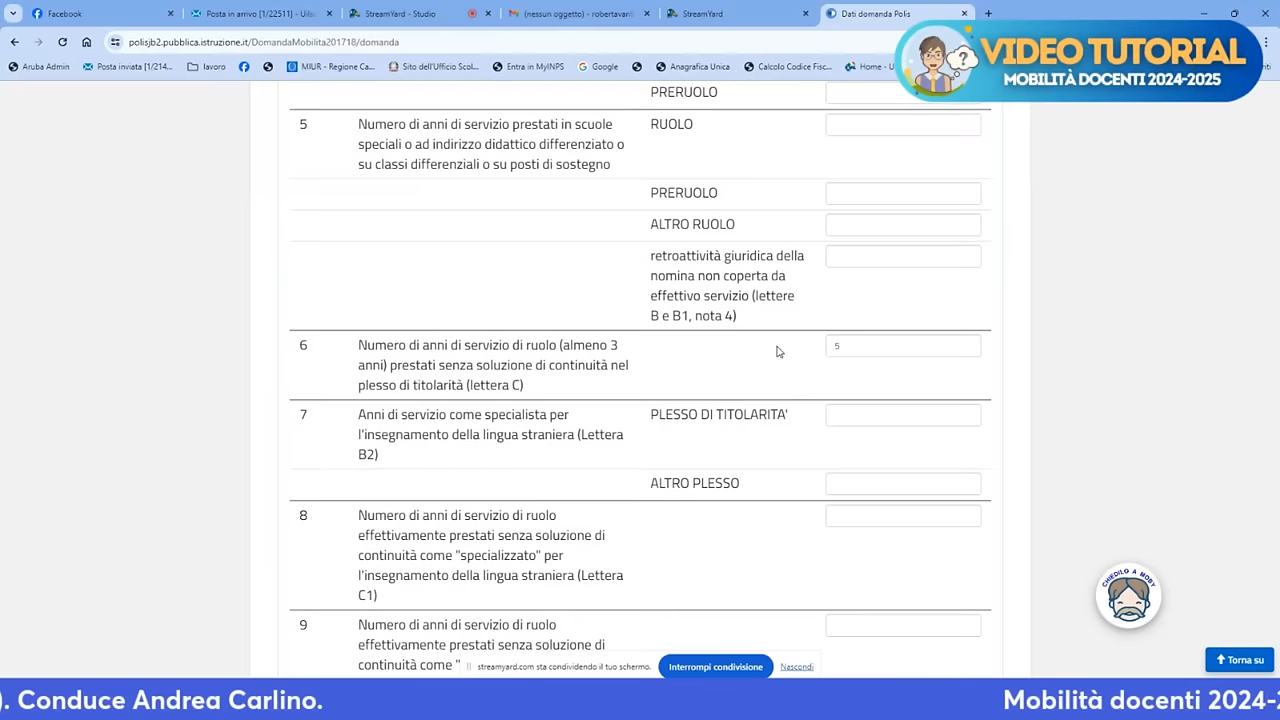 Facebook
Posta in arrivo [1/22511] - Uils
StreamYard - Studio
(nessun oggetto) - robertavari
StreamYard
Dati domanda Polis
polisjb2.pubblica.istruzione.it/DomandaMobilita201718/domanda
Aruba Admin
Posta inviata [1/214...
lavoro
MIUR - Regione Ca...
Sito dell'Ufficio Scol...
Entra in MyINPS
Google
Anagrafica Unica
Calcolo Codice Fisc...
Home - U
VIDEO TUTORIAL
MOBILITÀ DOCENTI 2024-2025
PRERUOLO
5
Numero di anni di servizio prestati in scuole
speciali o ad indirizzo didattico differenziato o
su classi differenziali o su posti di sostegno
RUOLO
PRERUOLO
ALTRO RUOLO
retroattività giuridica della
nomina non coperta da
effettivo servizio (lettere
B e B1, nota 4)
6
Numero di anni di servizio di ruolo (almeno 3
anni) prestati senza soluzione di continuità nel
plesso di titolarità (lettera C)
5
7
Anni di servizio come specialista per
l'insegnamento della lingua straniera (Lettera
B2)
PLESSO DI TITOLARITA'
ALTRO PLESSO
8
Numero di anni di servizio di ruolo
effettivamente prestati senza soluzione di
continuità come "specializzato" per
l'insegnamento della lingua straniera (Lettera
C1)
9
Numero di anni di servizio di ruolo
effettivamente prestati senza soluzione di
continuità come "
streamyard.com sta condividendo il tuo schermo.
Interrompi condivisione
Nascondi
CHIEDILO A MOBY
Torna su
). Conduce Andrea Carlino.
Mobilità docenti 2024-2